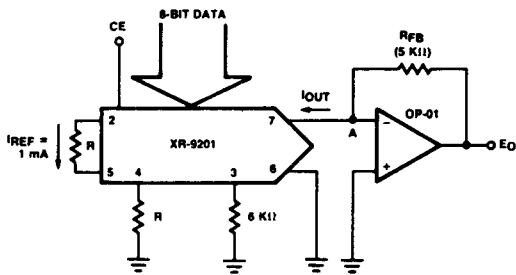 8-BIT DATA
CE
RFB
(5 KΩ)
IOUT
OP-01
2
7
A
−
IREF =
1 mA
R
XR-9201
EO
5
4
3
6
+
R
6 KΩ